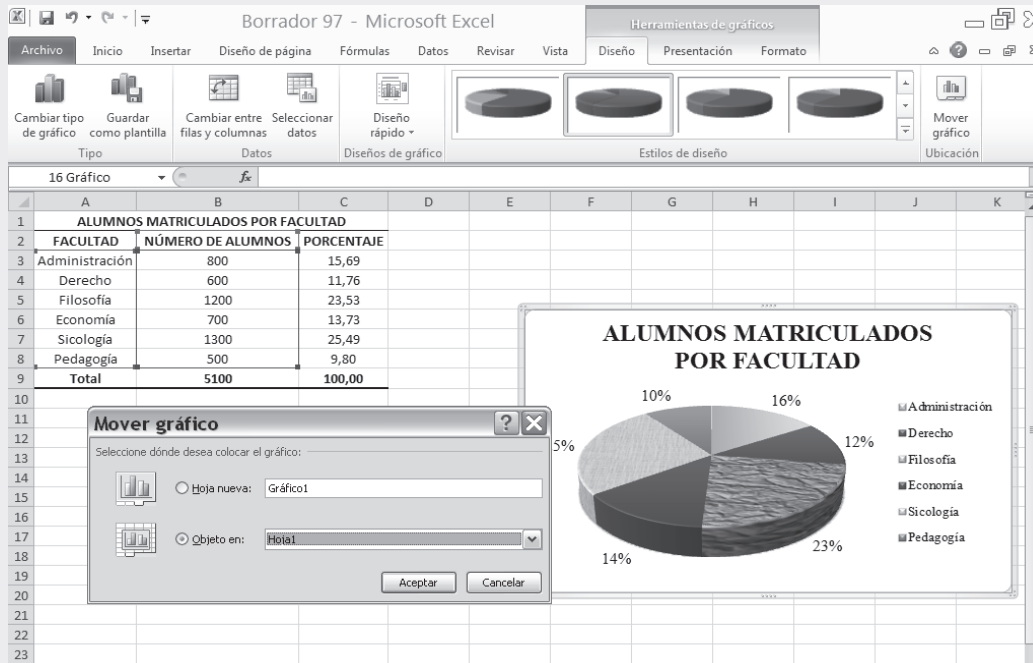 Borrador 97 - Microsoft Excel
Herramientas de gráficos
Archivo Inicio Insertar Diseño de página Fórmulas Datos Revisar Vista Diseño Presentación Formato
Cambiar tipo de gráfico
Guardar como plantilla
Cambiar entre filas y columnas
Seleccionar datos
Diseño rápido
Mover gráfico
Tipo Datos Diseños de gráfico Estilos de diseño Ubicación
16 Gráfico fx
A B C D E F G H I J K
1 ALUMNOS MATRICULADOS POR FACULTAD
2 FACULTAD NÚMERO DE ALUMNOS PORCENTAJE
3 Administración 800 15,69
4 Derecho 600 11,76
5 Filosofía 1200 23,53
6 Economía 700 13,73
7 Sicología 1300 25,49
8 Pedagogía 500 9,80
9 Total 5100 100,00
10
11
12
13
14
15
16
17
18
19
20
21
22
23
Mover gráfico
Seleccione dónde desea colocar el gráfico:
Hoja nueva: Gráfico1
Objeto en: Hoja1
Aceptar Cancelar
ALUMNOS MATRICULADOS
POR FACULTAD
10%
16%
12%
5%
14%
23%
Administración
Derecho
Filosofía
Economía
Sicología
Pedagogía